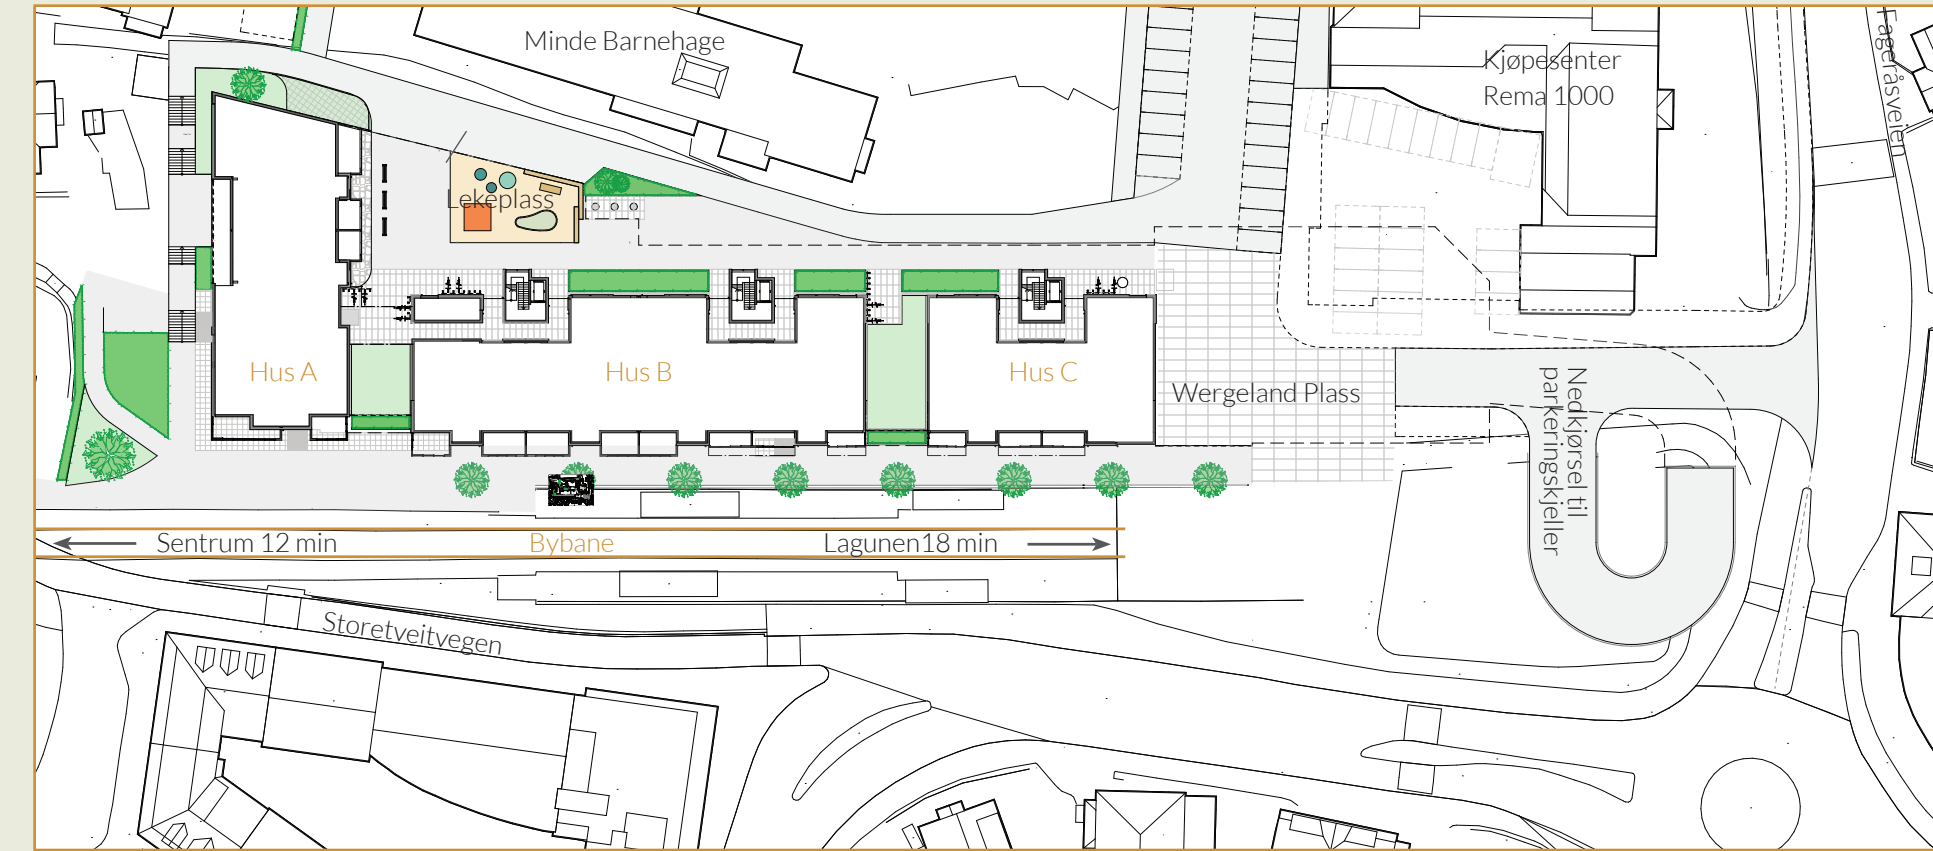 Minde Barnehage
Kjøpesenter
Rema 1000
Fageråsveien
Lekeplass
Hus A
Hus B
Hus C
Wergeland Plass
Nedkjørsel til
parkeringskjeller
Sentrum 12 min
Bybane
Lagunen18 min
Storetveitvegen